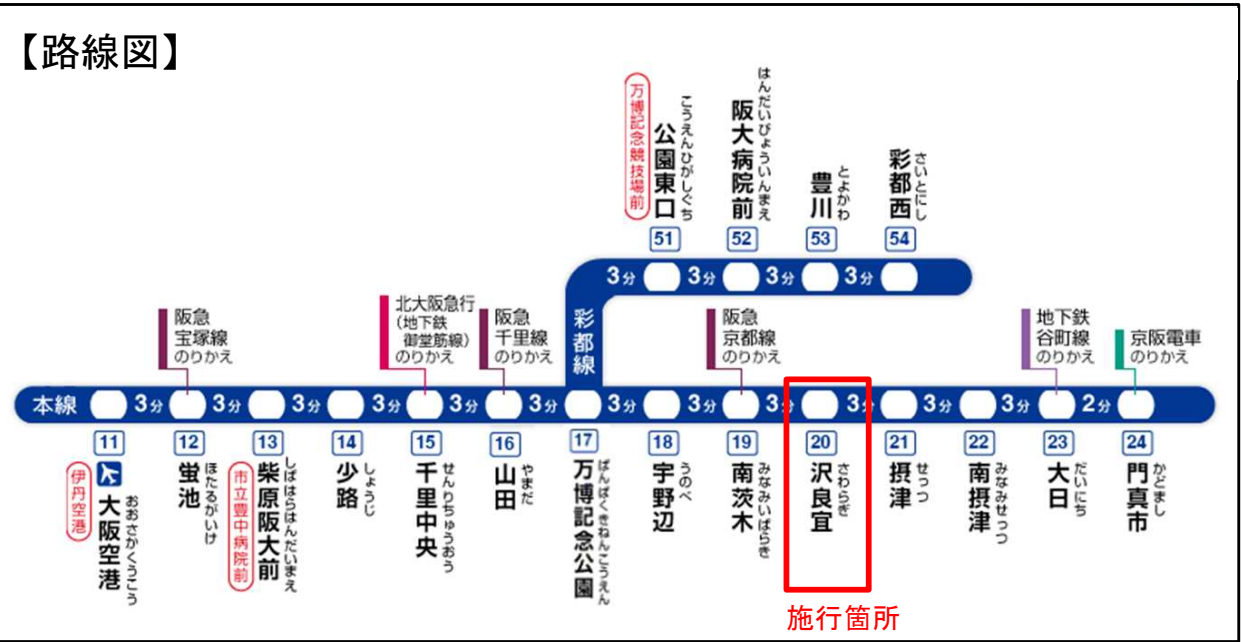 【路線図】
万博記念競技場前
公園東口
こうえんひがしぐち
阪大病院前
はんだいびょういんまえ
豊川
とよかわ
彩都西
さいとにし
51
52
53
54
3分
3分
3分
3分
彩都線
阪急
宝塚線
のりかえ
北大阪急行
(地下鉄
御堂筋線)
のりかえ
阪急
千里線
のりかえ
阪急
京都線
のりかえ
地下鉄
谷町線
のりかえ
京阪電車
のりかえ
本線
3分
3分
3分
3分
3分
3分
3分
3分
3分
3分
3分
3分
2分
11
12
13
14
15
16
17
18
19
20
21
22
23
24
伊丹空港
大阪空港
おおさかくうこう
蛍池
ほたるがいけ
市立豊中病院前
柴原阪大前
しばはらはんだいまえ
少路
しょうじ
千里中央
せんりちゅうおう
山田
やまだ
万博記念公園
ばんぱくきねんこうえん
宇野辺
うのべ
南茨木
みなみいばらき
沢良宜
さわらぎ
摂津
せっつ
南摂津
みなみせっつ
大日
だいにち
門真市
かどまし
施行箇所